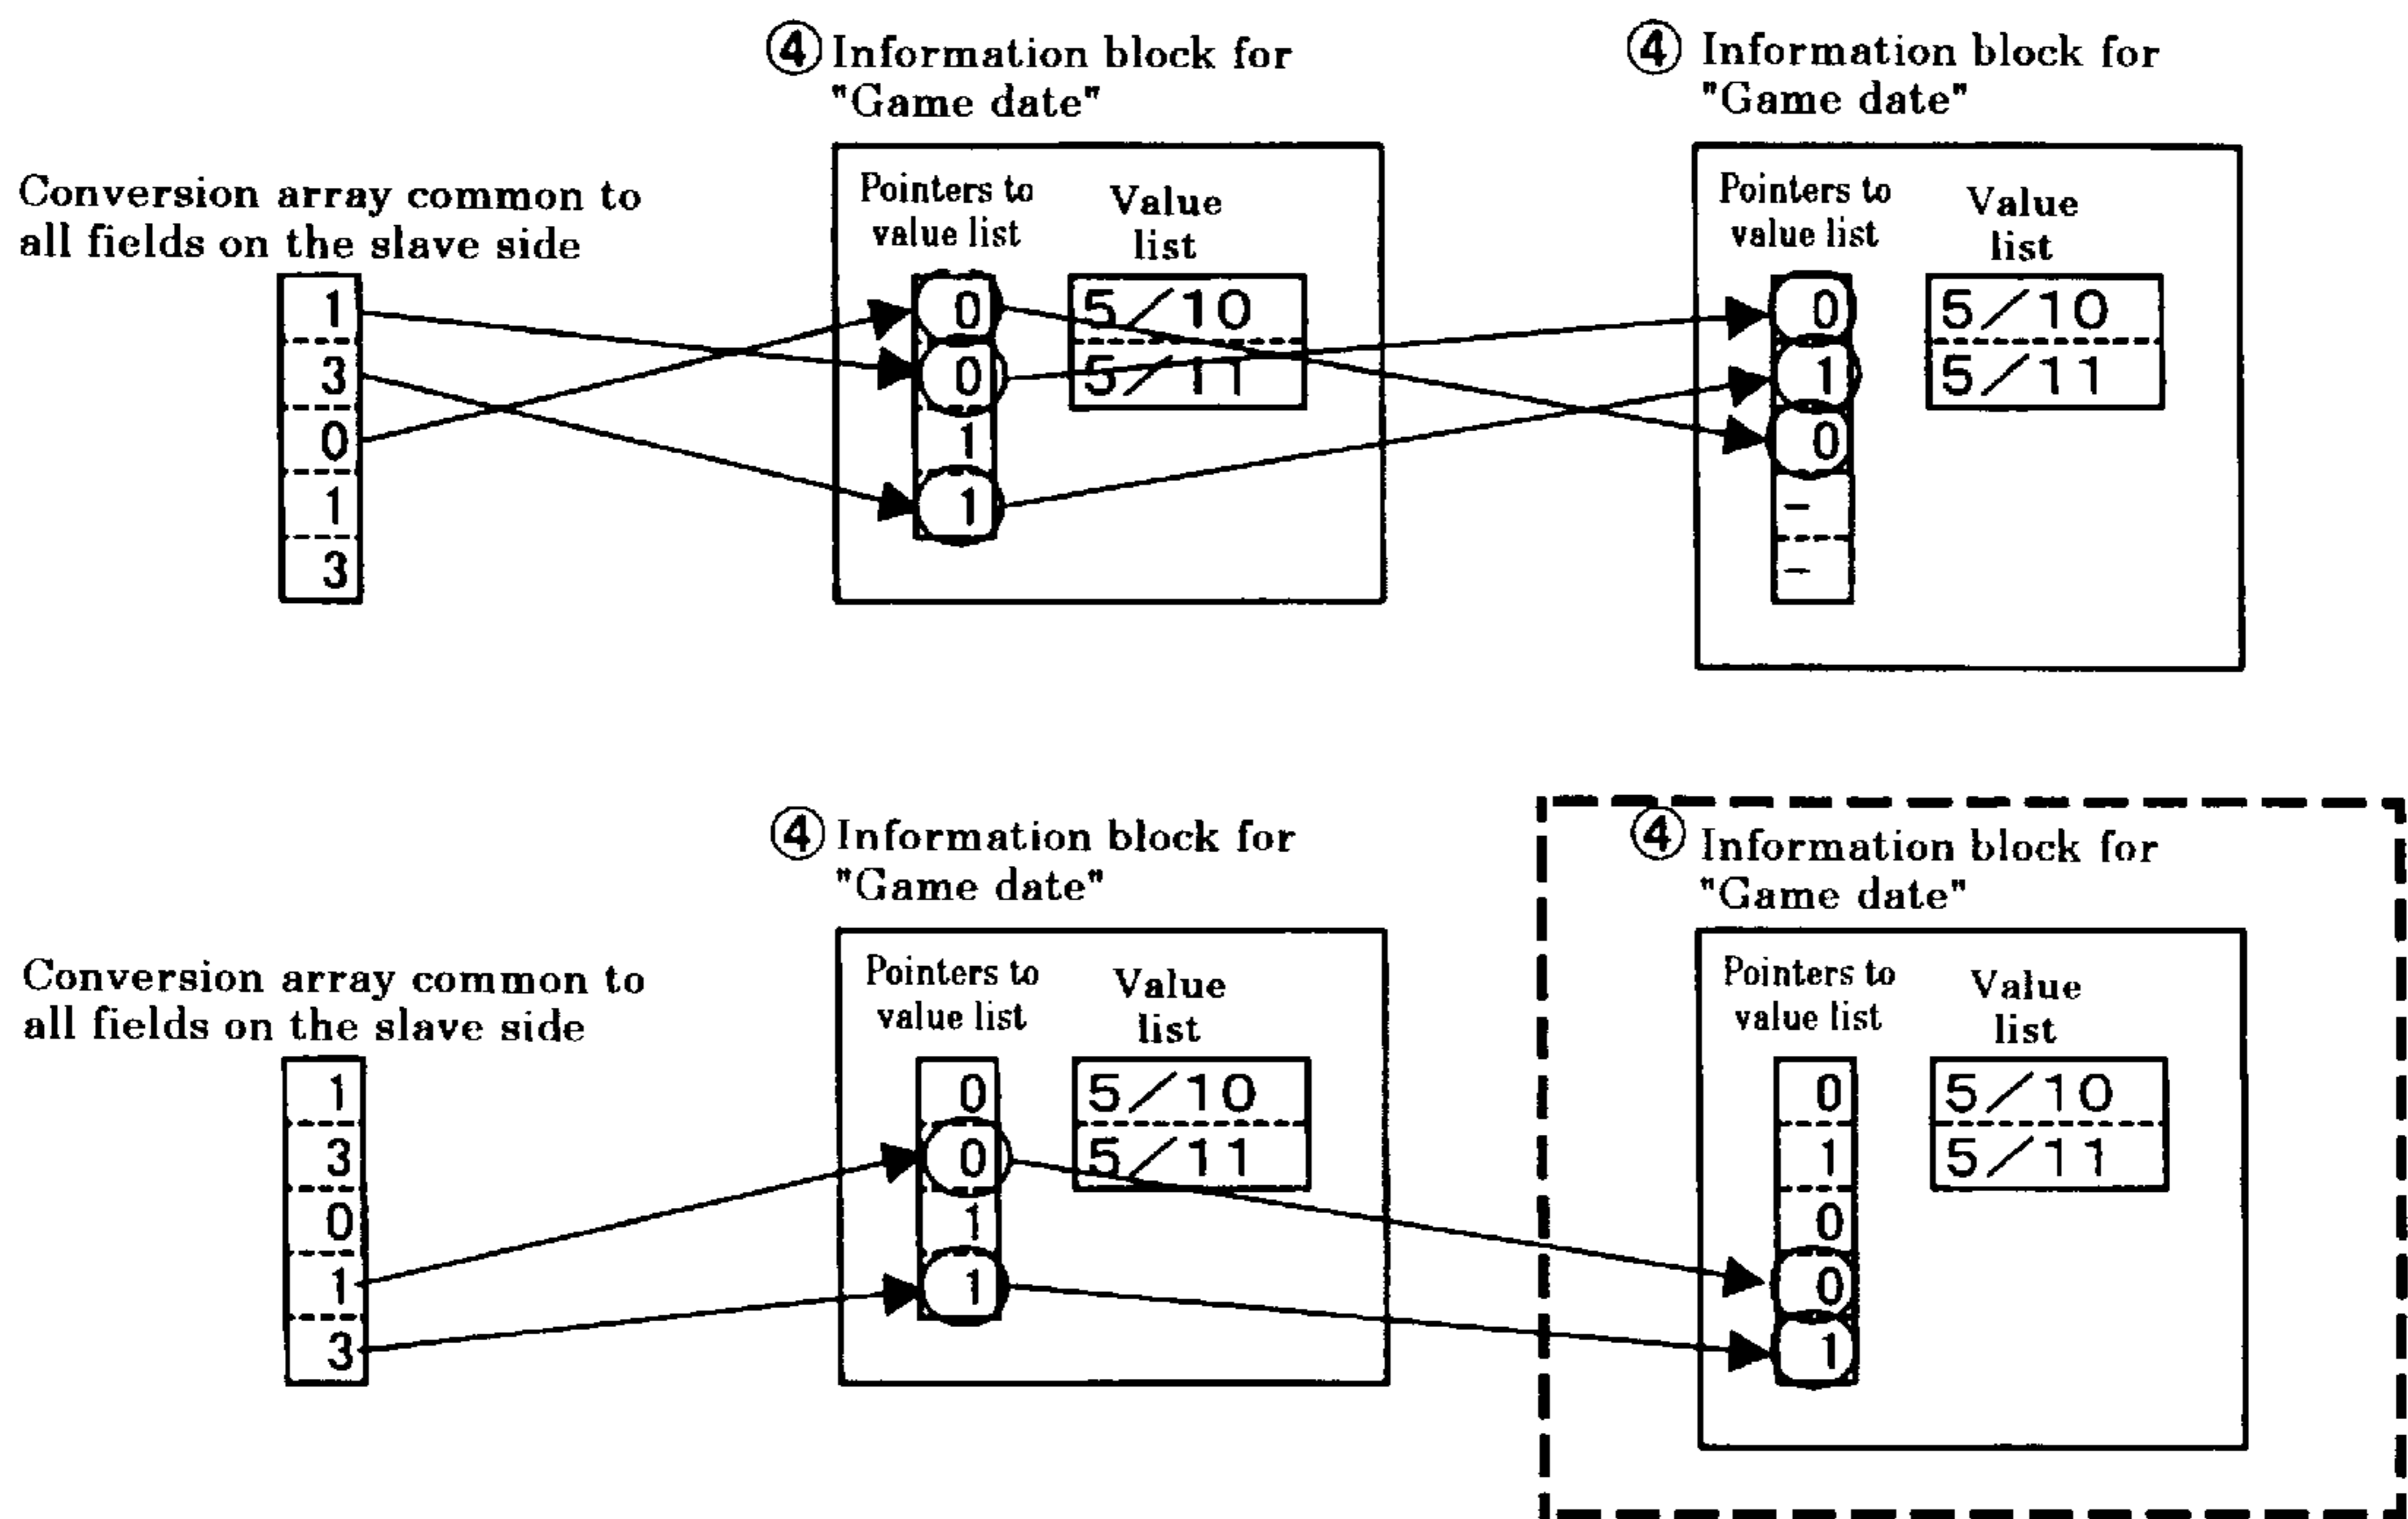 ④ Information block for
"Game date"
④ Information block for
"Game date"
Conversion array common to
all fields on the slave side
1
3
0
1
3
Pointers to
value list
Value
list
0
0
1
1
5/10
5/11
Pointers to
value list
Value
list
0
1
0
-
-
5/10
5/11
④ Information block for
"Game date"
④ Information block for
"Game date"
Conversion array common to
all fields on the slave side
1
3
0
1
3
Pointers to
value list
Value
list
0
0
1
1
5/10
5/11
Pointers to
value list
Value
list
0
1
0
0
1
5/10
5/11